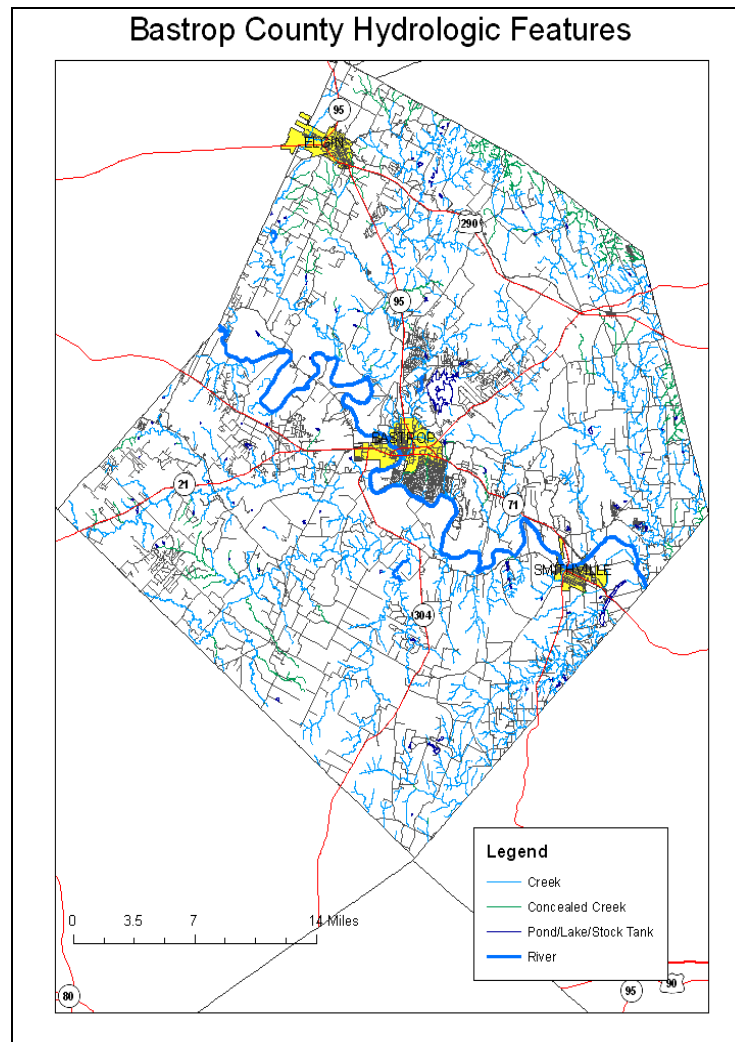 Bastrop County Hydrologic Features
95
ELGIN
290
95
BASTROP
21
71
SMITHVILLE
304
Legend
Creek
Concealed Creek
Pond/Lake/Stock Tank
River
0 3.5 7 14 Miles
80
95
90